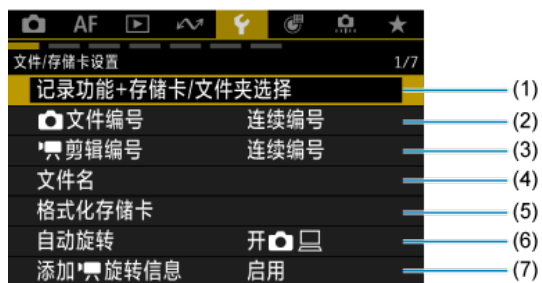 AF
文件/存储卡设置 1/7
记录功能+存储卡/文件夹选择 (1)
文件编号 连续编号 (2)
剪辑编号 连续编号 (3)
文件名 (4)
格式化存储卡 (5)
自动旋转 开 (6)
添加旋转信息 启用 (7)